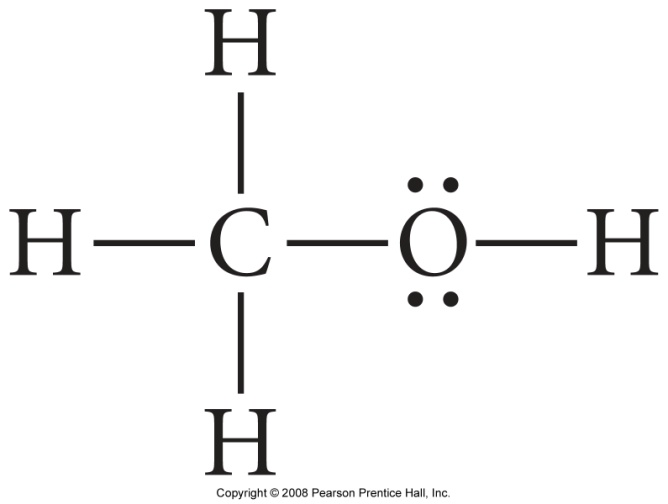 H
H C O H
H
Copyright © 2008 Pearson Prentice Hall, Inc.